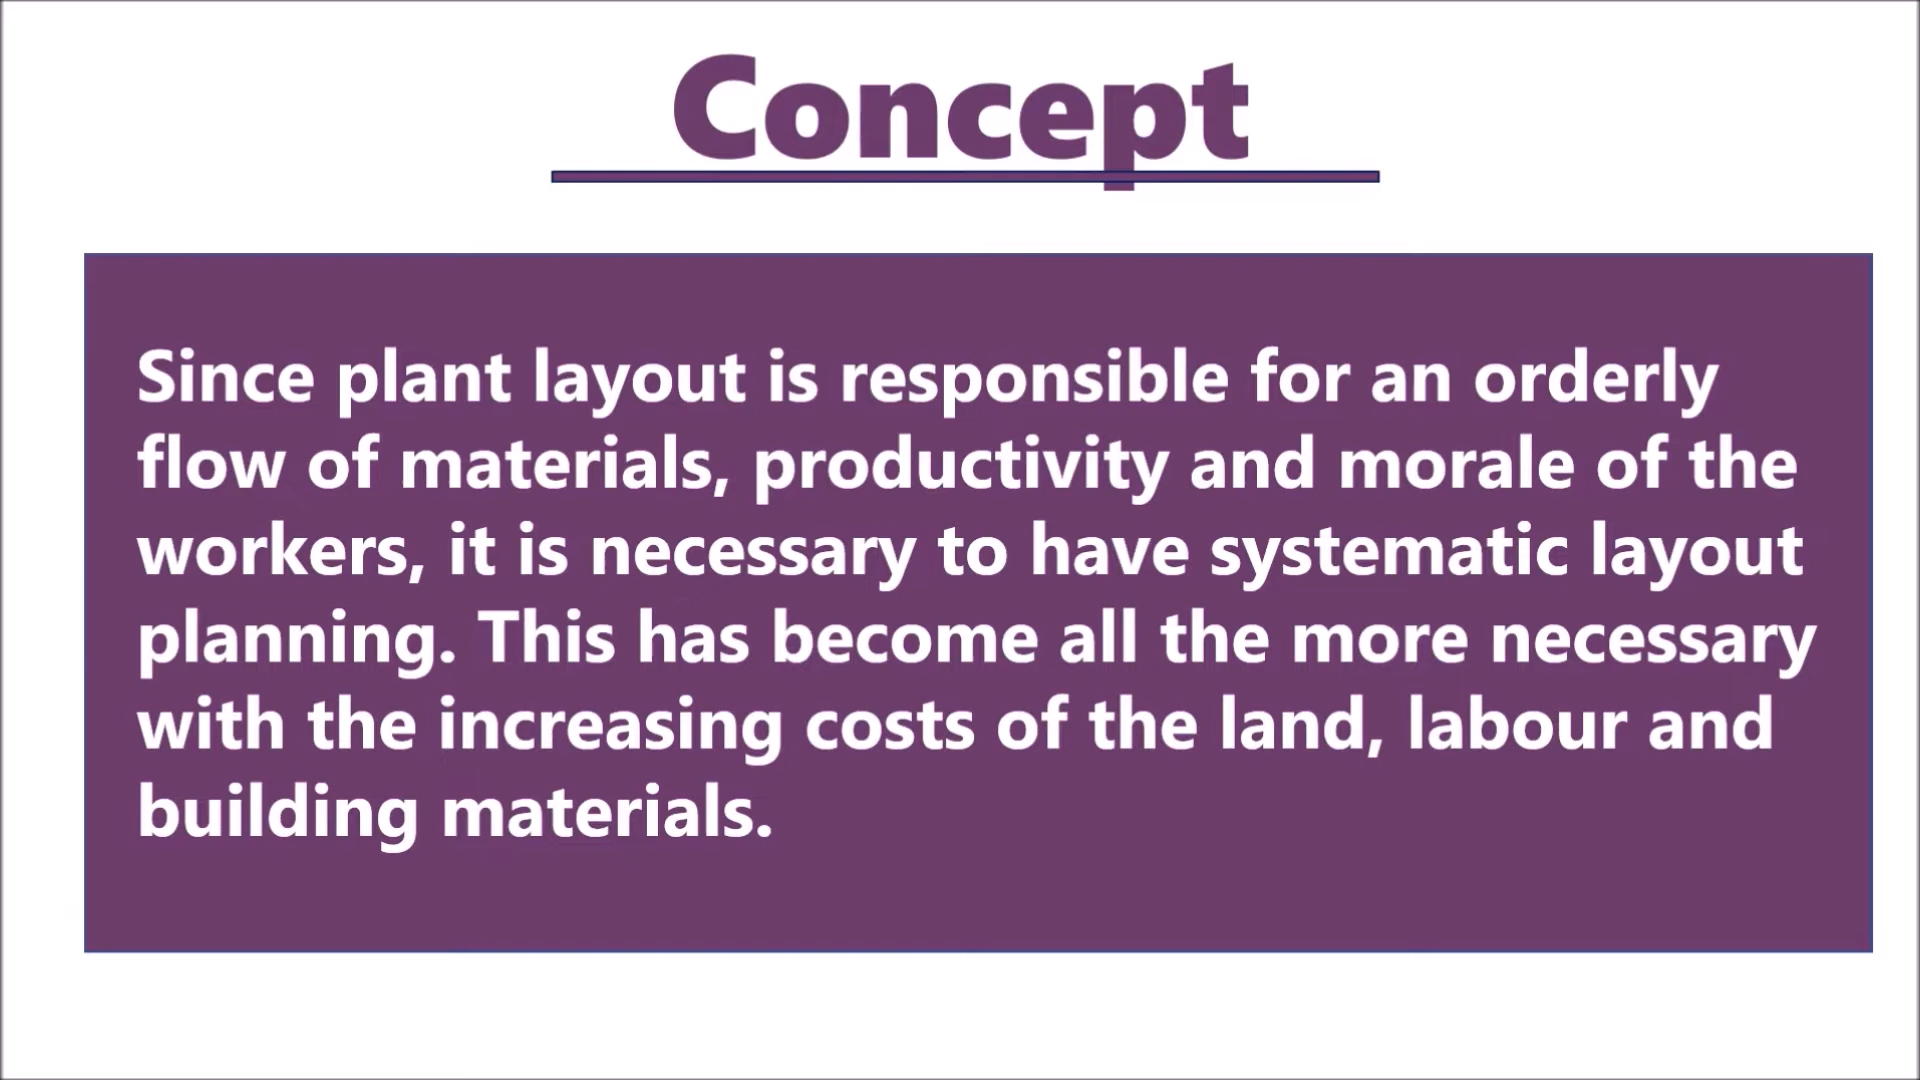 Concept
Since plant layout is responsible for an orderly
flow of materials, productivity and morale of the
workers, it is necessary to have systematic layout
planning. This has become all the more necessary
with the increasing costs of the land, labour and
building materials.